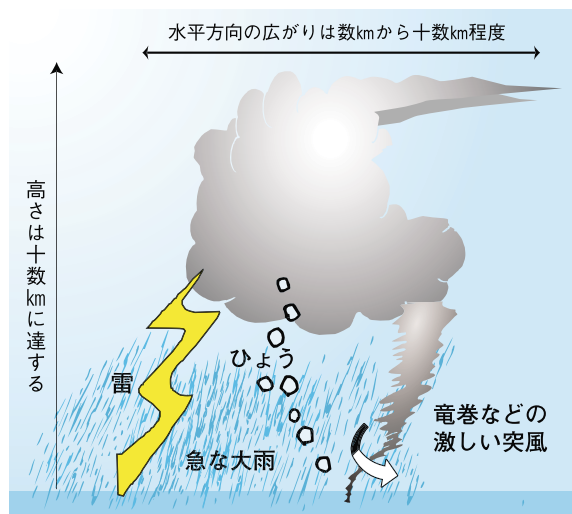 水平方向の広がりは数㎞から十数㎞程度
高さは十数㎞に達する
ひょう
雷
竜巻などの
激しい突風
急な大雨